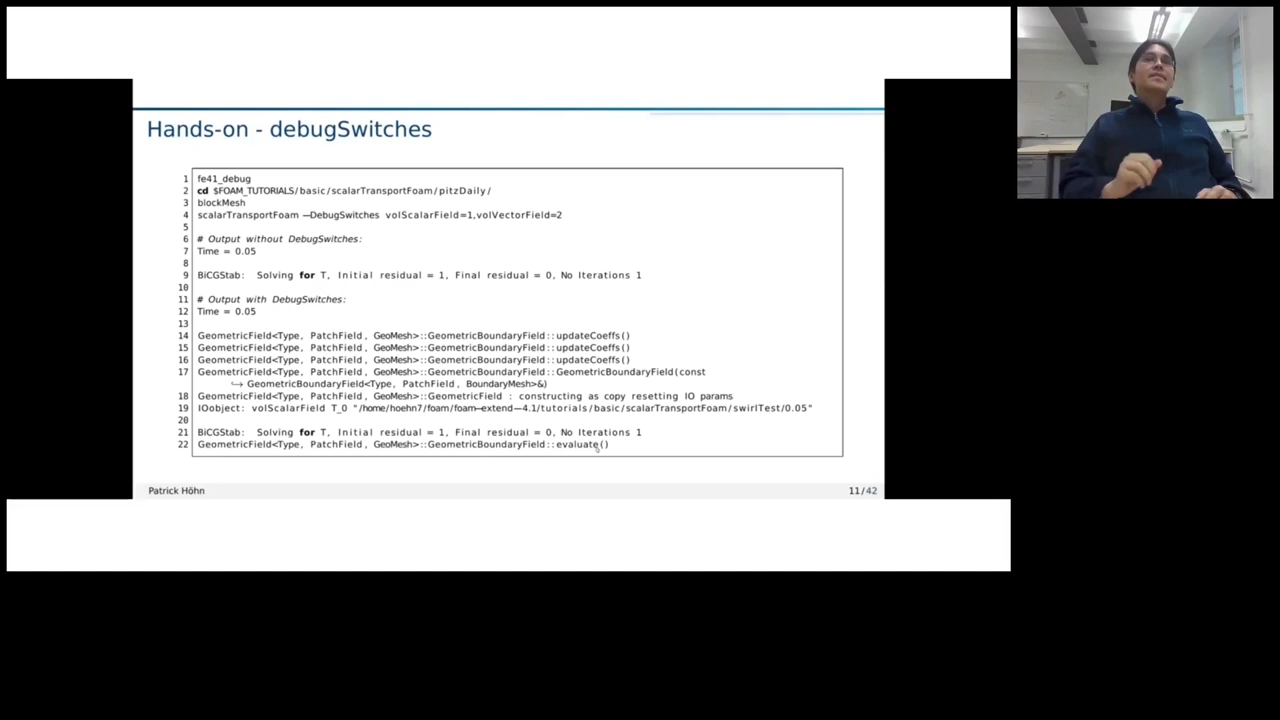 Hands-on - debugSwitches
1 fe41_debug
2 cd $FOAM_TUTORIALS/basic/scalarTransportFoam/pitzDaily/
3 blockMesh
4 scalarTransportFoam —DebugSwitches volScalarField=1,volVectorField=2
5
6 # Output without DebugSwitches:
7 Time = 0.05
8
9 BiCGStab: Solving for T, Initial residual = 1, Final residual = 0, No Iterations 1
10
11 # Output with DebugSwitches:
12 Time = 0.05
13
14 GeometricField<Type, PatchField, GeoMesh>::GeometricBoundaryField::updateCoeffs()
15 GeometricField<Type, PatchField, GeoMesh>::GeometricBoundaryField::updateCoeffs()
16 GeometricField<Type, PatchField, GeoMesh>::GeometricBoundaryField::updateCoeffs()
17 GeometricField<Type, PatchField, GeoMesh>::GeometricBoundaryField::GeometricBoundaryField(const
↪ GeometricBoundaryField<Type, PatchField, BoundaryMesh>&)
18 GeometricField<Type, PatchField, GeoMesh>::GeometricField : constructing as copy resetting IO params
19 IOobject: volScalarField T_0 "/home/hoehn7/foam/foam—extend—4.1/tutorials/basic/scalarTransportFoam/swirlTest/0.05"
20
21 BiCGStab: Solving for T, Initial residual = 1, Final residual = 0, No Iterations 1
22 GeometricField<Type, PatchField, GeoMesh>::GeometricBoundaryField::evaluate()
Patrick Höhn 11/42